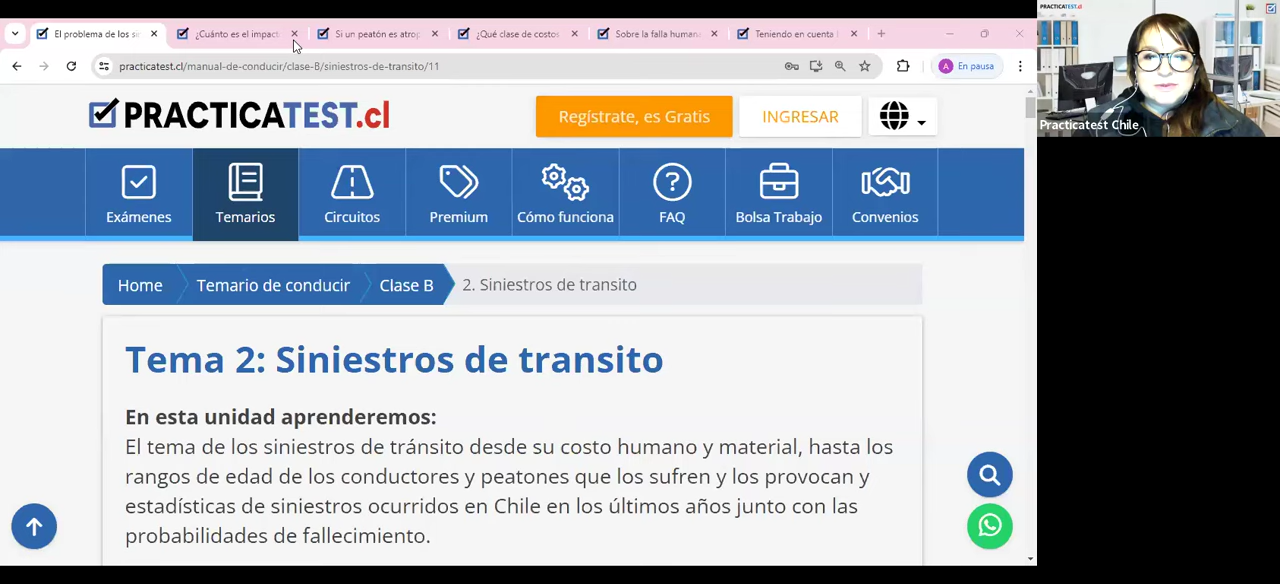 El problema de los si
¿Cuánto es el impact
Si un peatón es atrop
¿Qué clase de costos
Sobre la falla humana
Teniendo en cuenta
practicatest.cl/manual-de-conducir/clase-B/siniestros-de-transito/11
A En pausa
PRACTICATEST.cl
Practicatest Chile
PRACTICATEST.cl
Regístrate, es Gratis
INGRESAR
Exámenes
Temarios
Circuitos
Premium
Cómo funciona
FAQ
Bolsa Trabajo
Convenios
Home
Temario de conducir
Clase B
2. Siniestros de transito
Tema 2: Siniestros de transito
En esta unidad aprenderemos:
El tema de los siniestros de tránsito desde su costo humano y material, hasta los
rangos de edad de los conductores y peatones que los sufren y los provocan y
estadísticas de siniestros ocurridos en Chile en los últimos años junto con las
probabilidades de fallecimiento.